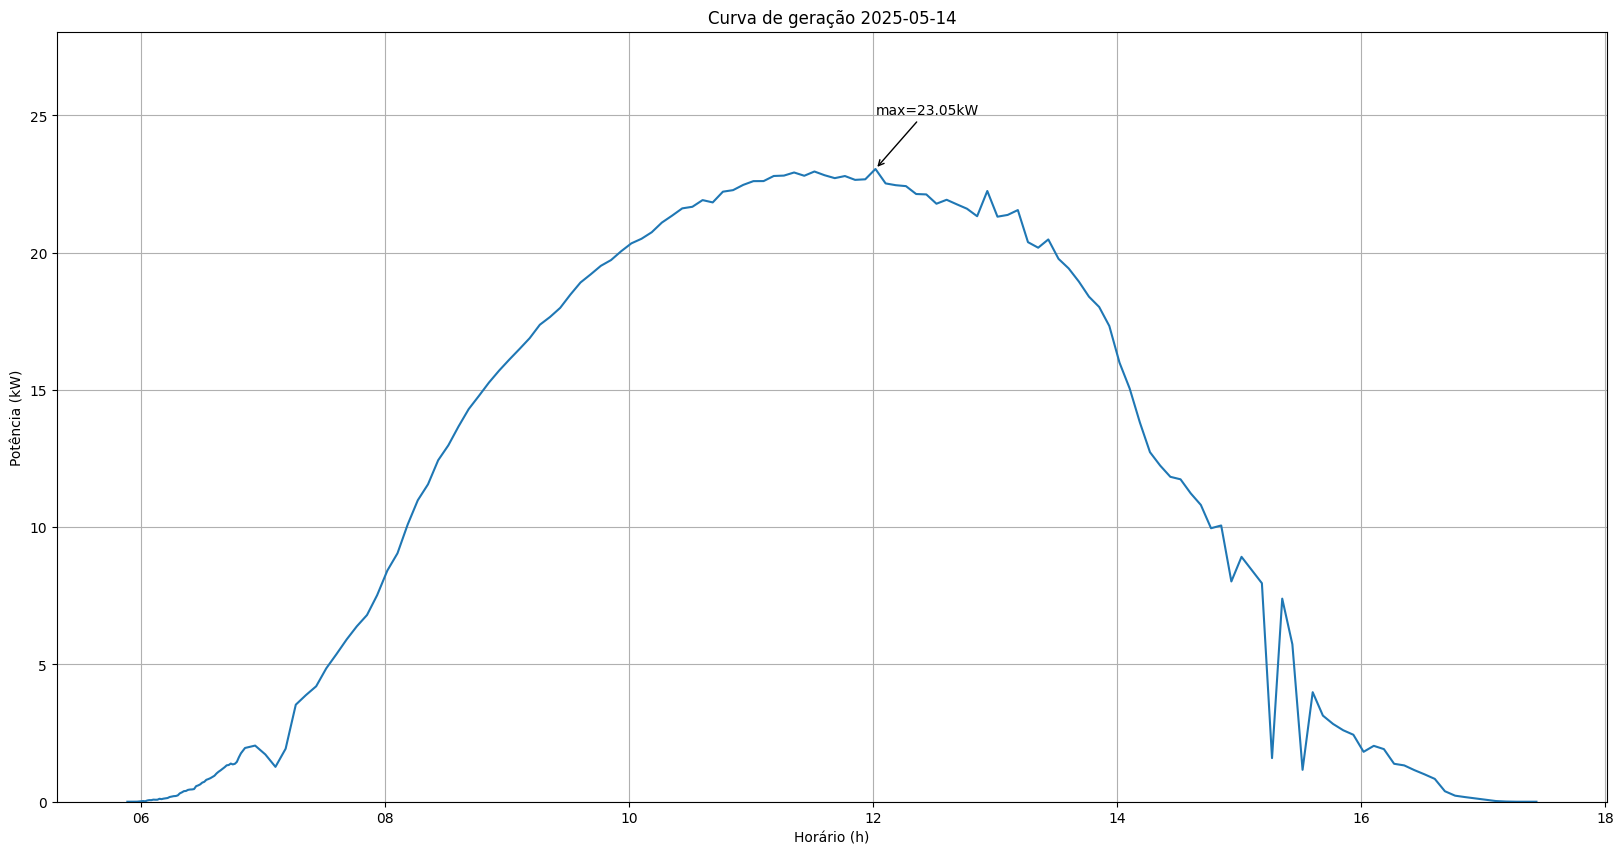 Curva de geração 2025-05-14
max=23.05kW
25
20
15
10
5
0
Potência (kW)
06 08 10 12 14 16 18
Horário (h)